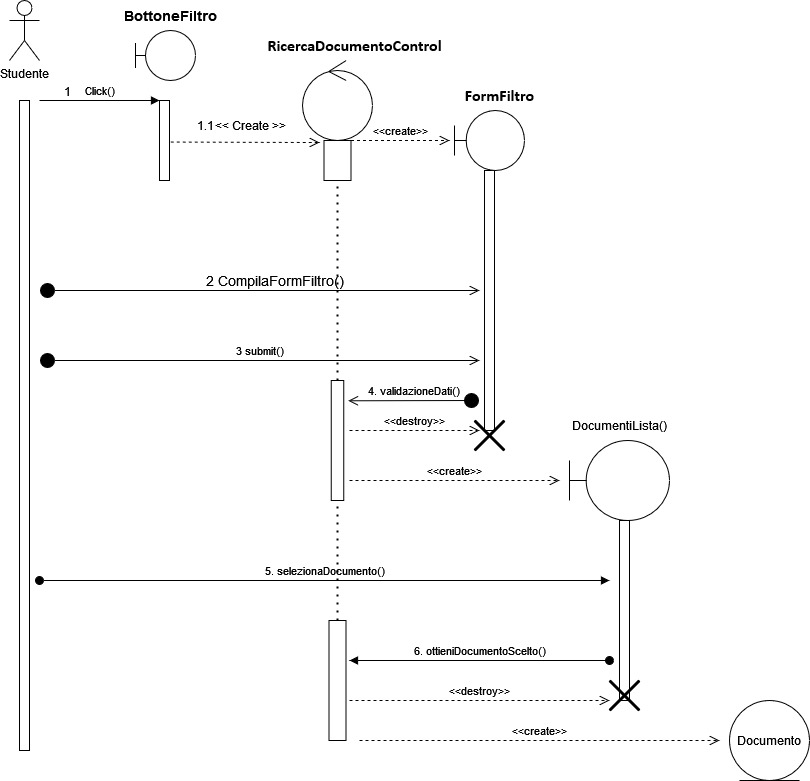 BottoneFiltro
RicercaDocumentoControl
Studente
FormFiltro
1 Click()
1.1<< Create >>
<<create>>
2 CompilaFormFiltro()
3 submit()
4. validazioneDati()
<<destroy>>
DocumentiLista()
<<create>>
5. selezionaDocumento()
6. ottieniDocumentoScelto()
<<destroy>>
<<create>>
Documento